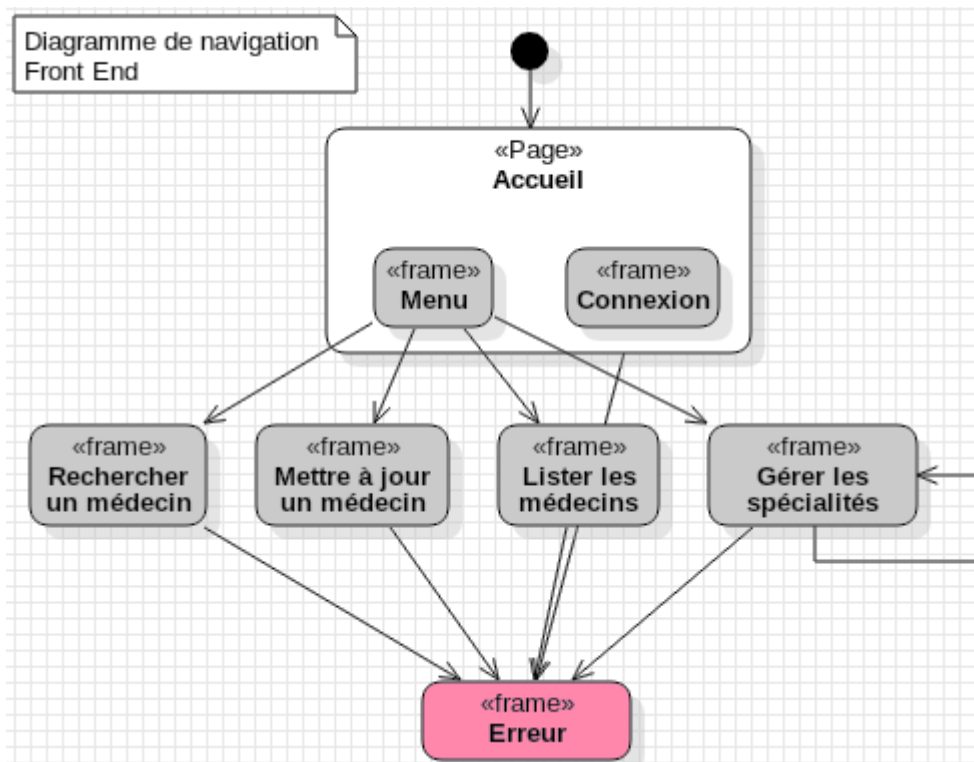 Diagramme de navigation
Front End
«Page»
Accueil
«frame»
Menu
«frame»
Connexion
«frame»
Rechercher
un médecin
«frame»
Mettre à jour
un médecin
«frame»
Lister les
médecins
«frame»
Gérer les
spécialités
«frame»
Erreur